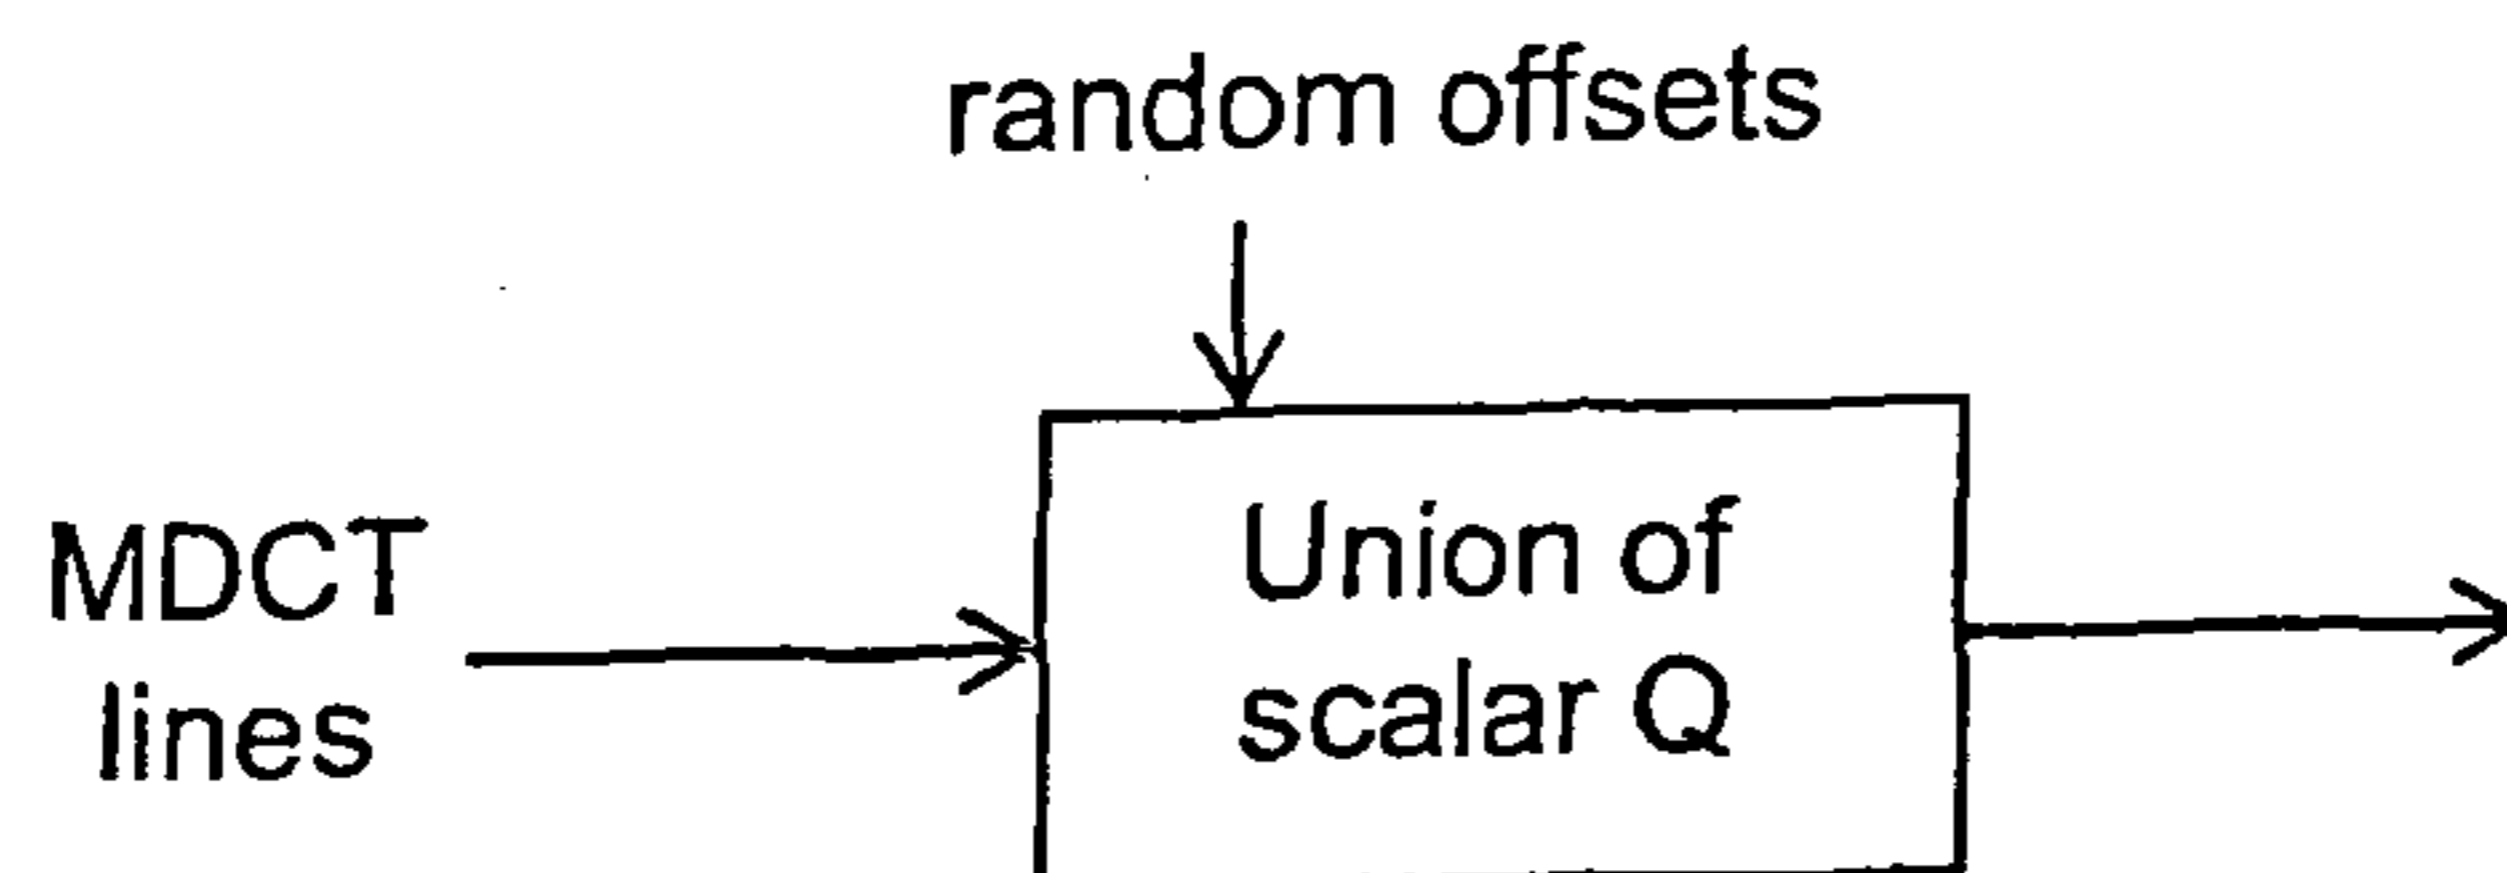 random offsets
MDCT
lines
Union of
scalar Q